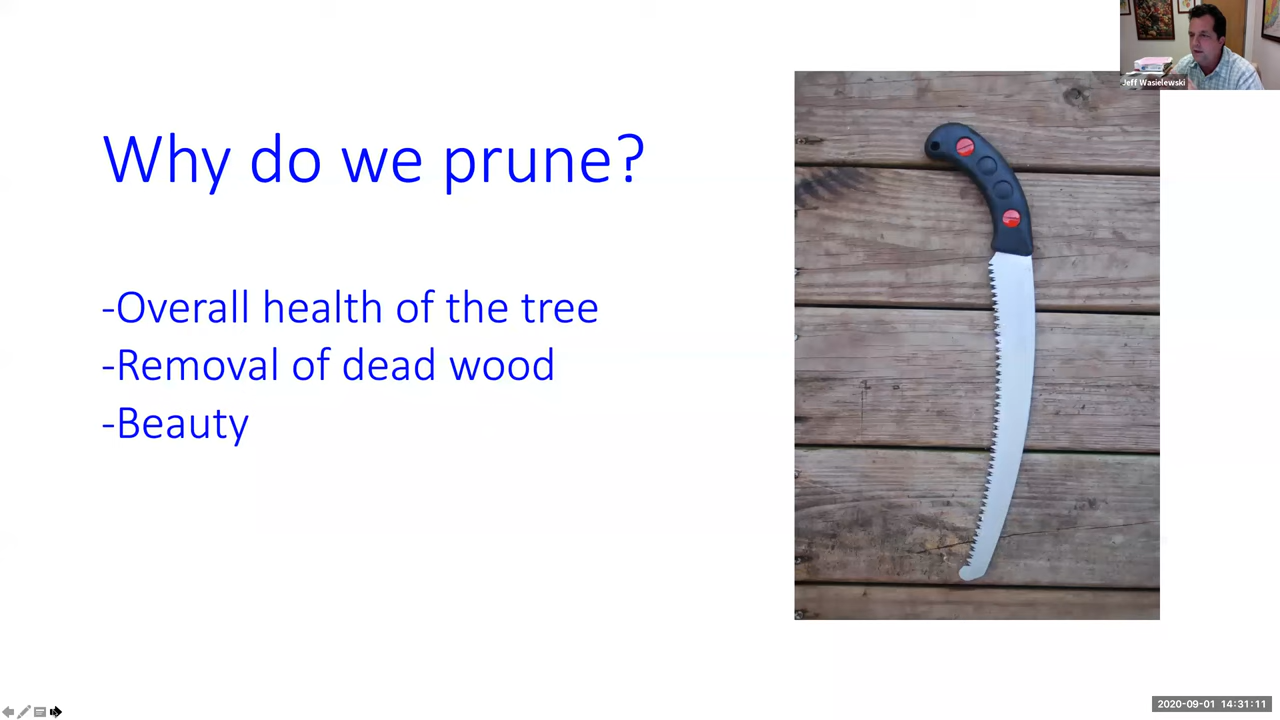 Jeff Wasielewski
Why do we prune?
-Overall health of the tree
-Removal of dead wood
-Beauty
2020-09-01 14:31:11